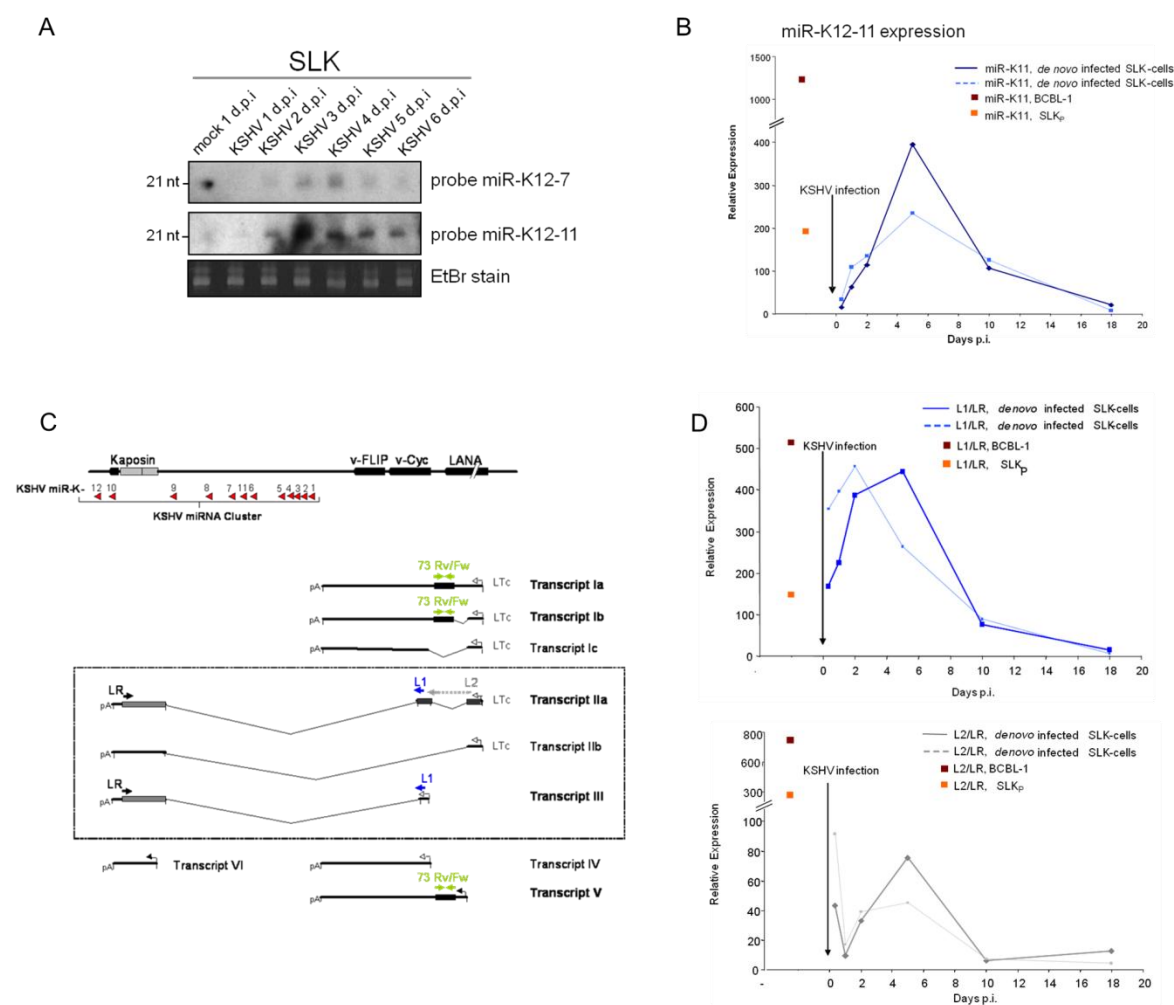 A
SLK
mock 1 d.p.i
KSHV 1 d.p.i
KSHV 2 d.p.i
KSHV 3 d.p.i
KSHV 4 d.p.i
KSHV 5 d.p.i
KSHV 6 d.p.i
21 nt
probe miR-K12-7
21 nt
probe miR-K12-11
EtBr stain
B
miR-K12-11 expression
miR-K11, de novo infected SLK-cells
miR-K11, de novo infected SLK-cells
miR-K11, BCBL-1
miR-K11, SLKP
KSHV infection
Relative Expression
1500
1100
400
300
200
100
0
0 2 4 6 8 10 12 14 16 18 20
Days p.i.
C
Kaposin v-FLIP v-Cyc LANA
KSHV miR-K- 12 10 9 8 7 11 6 5 4 3 2 1
KSHV miRNA Cluster
73 Rv/Fw
pA LTc Transcript Ia
73 Rv/Fw
pA LTc Transcript Ib
pA LTc Transcript Ic
LR L1 L2
pA LTc Transcript IIa
pA LTc Transcript IIb
LR L1
pA Transcript III
pA Transcript VI pA Transcript IV
73 Rv/Fw
pA Transcript V
D
L1/LR, de novo infected SLK-cells
L1/LR, de novo infected SLK-cells
L1/LR, BCBL-1
L1/LR, SLKP
KSHV infection
Relative Expression
600
500
400
300
200
100
0
0 2 4 6 8 10 12 14 16 18 20
Days p.i.
L2/LR, de novo infected SLK-cells
L2/LR, de novo infected SLK-cells
L2/LR, BCBL-1
L2/LR, SLKP
KSHV infection
Relative Expression
800
700
300
100
80
60
40
20
0
- 0 2 4 6 8 10 12 14 16 18 20
Days p.i.